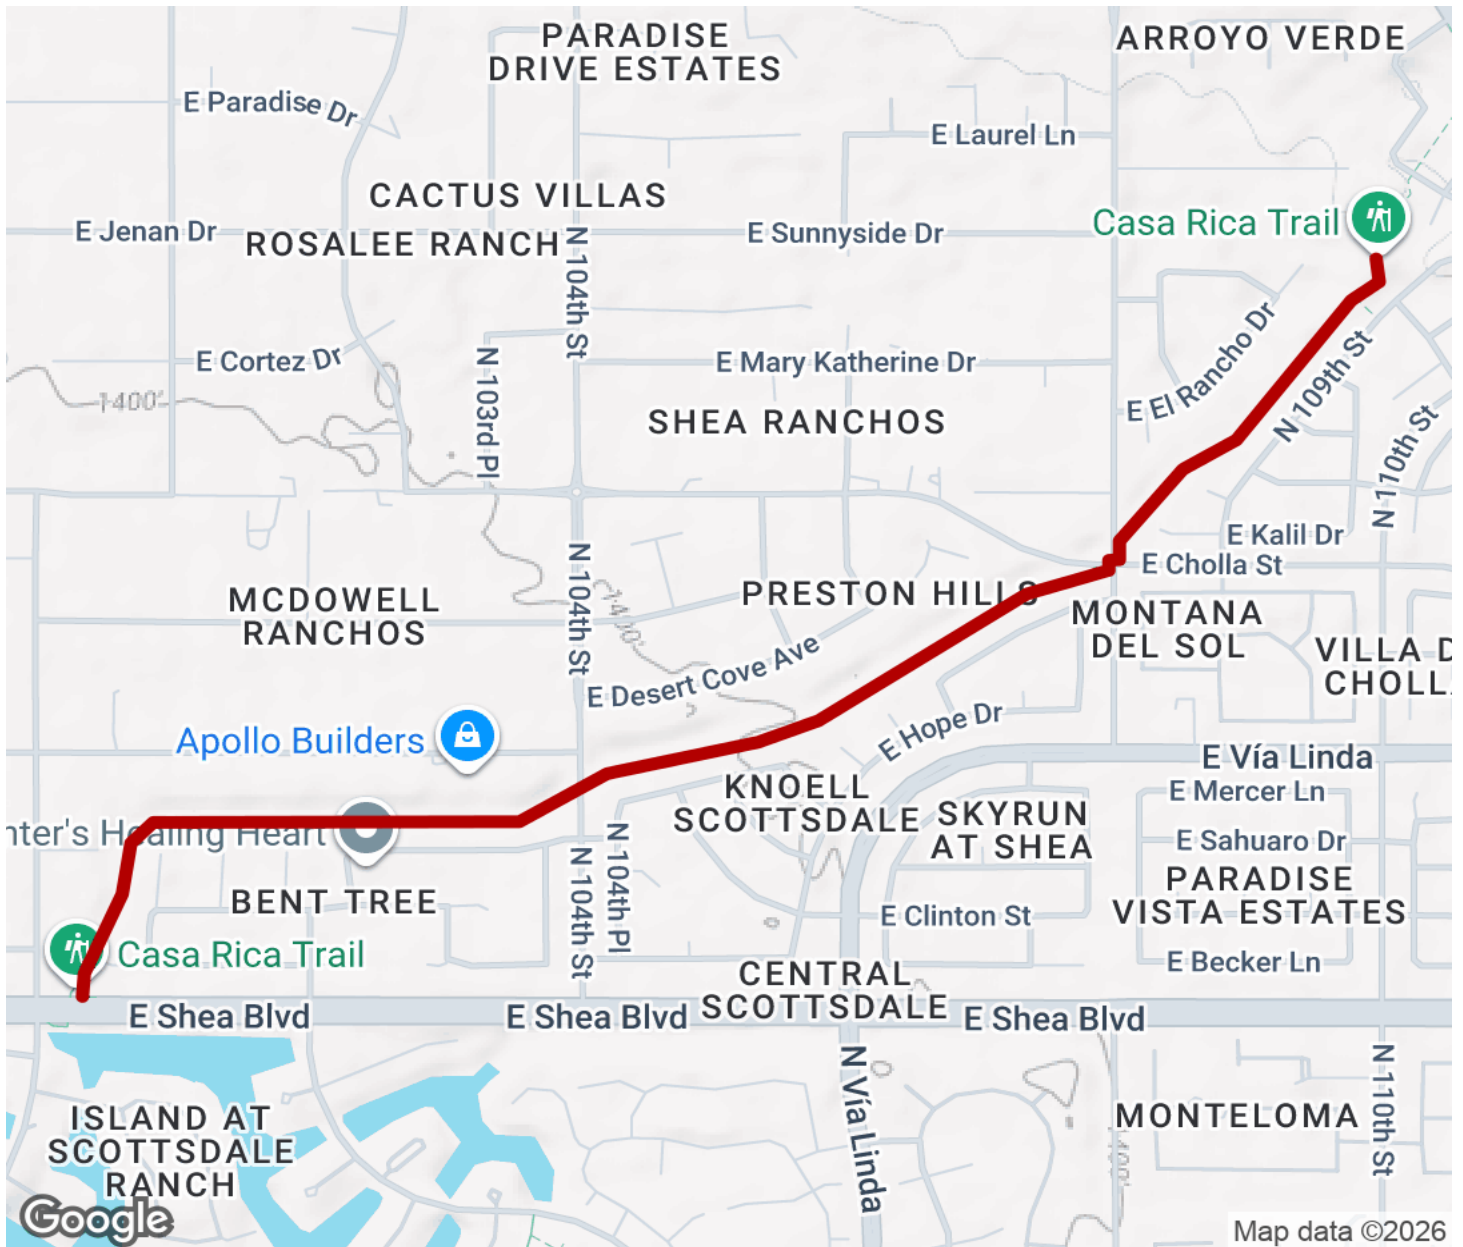 PARADISE
DRIVE ESTATES
ARROYO VERDE
E Paradise Dr
E Laurel Ln
CACTUS VILLAS
Casa Rica Trail
E Jenan Dr
ROSALEE RANCH
N 104th St
E Sunnyside Dr
E Cortez Dr
N 103rd Pl
E Mary Katherine Dr
E El Rancho Dr
N 109th St
1400'
SHEA RANCHOS
N 110th St
N 104th St
E Kalil Dr
E Cholla St
MCDOWELL
RANCHOS
1400'
PRESTON HILLS
MONTANA
DEL SOL
VILLA D
CHOLL
E Desert Cove Ave
Apollo Builders
E Hope Dr
E Vía Linda
KNOELL
SCOTTSDALE
SKYRUN
AT SHEA
E Mercer Ln
nter's Healing Heart
N 104th Pl
N 104th St
E Sahuaro Dr
BENT TREE
PARADISE
VISTA ESTATES
E Clinton St
Casa Rica Trail
CENTRAL
SCOTTSDALE
E Becker Ln
E Shea Blvd
E Shea Blvd
E Shea Blvd
N Vía Linda
N 110th St
1400'
ISLAND AT
SCOTTSDALE
RANCH
MONTELOMA
Google
Map data ©2026